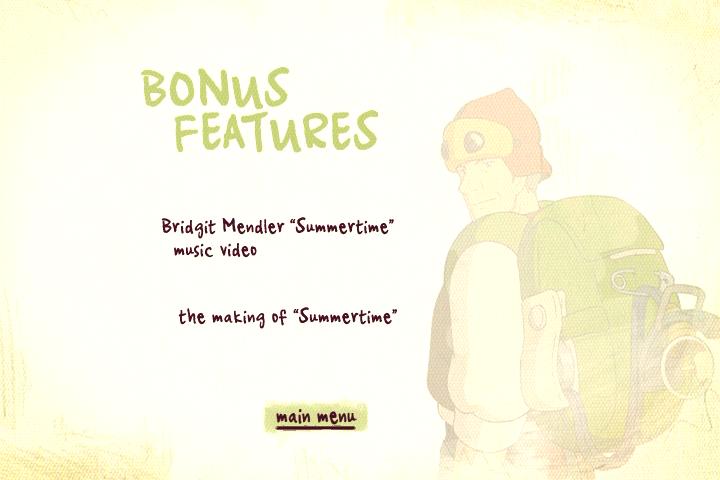 BONUS
FEATURES
Bridgit Mendler “Summertime”
music video
the making of “Summertime”
main menu